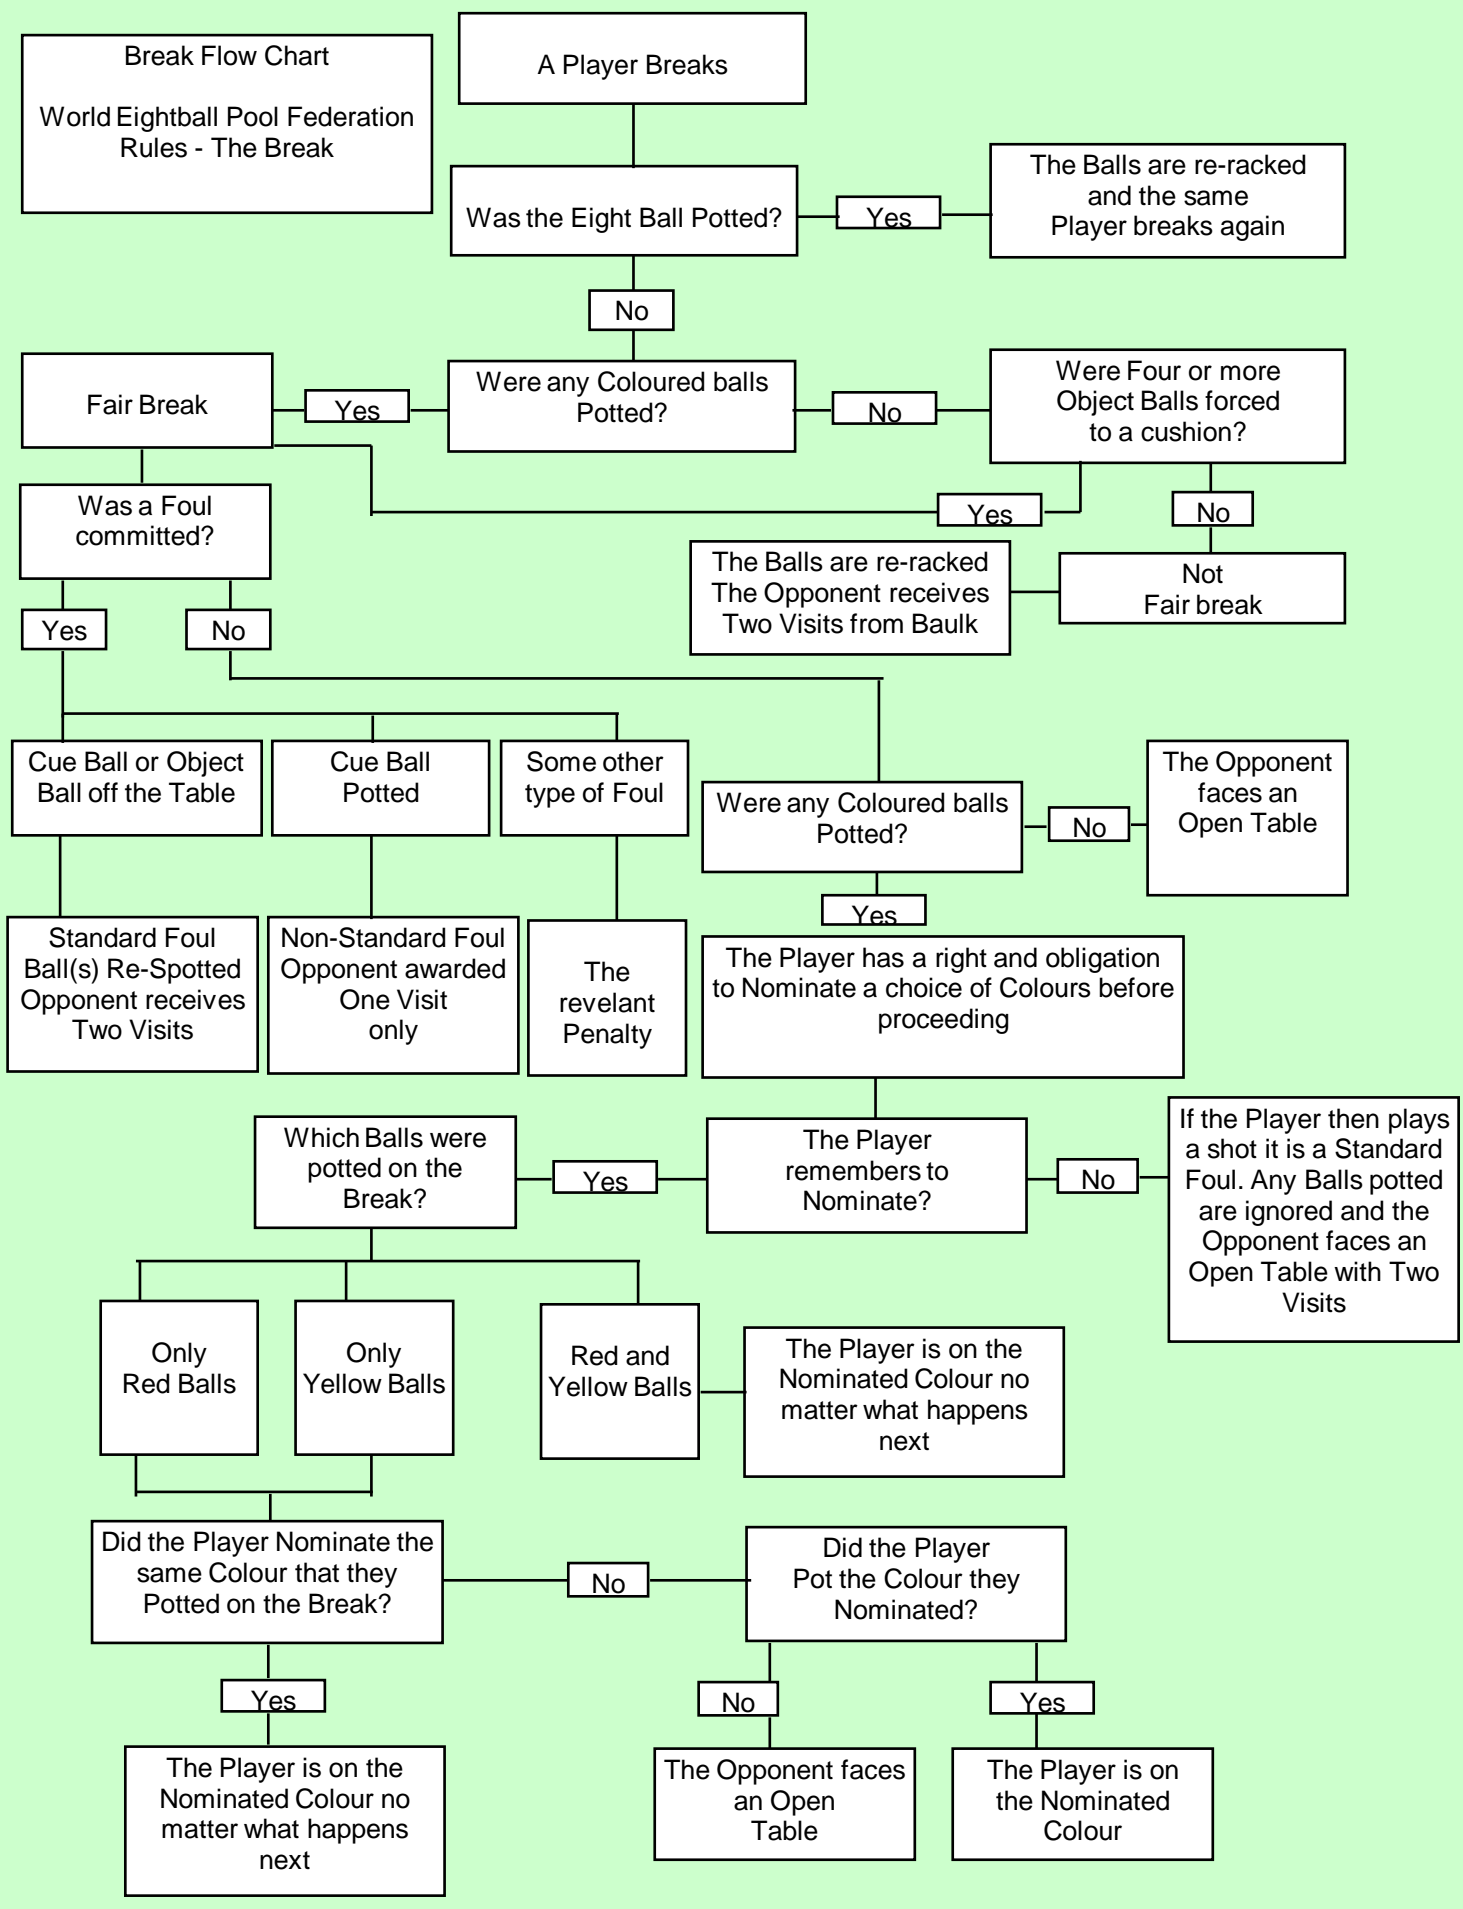 Break Flow Chart
World Eightball Pool Federation
Rules - The Break
A Player Breaks
Was the Eight Ball Potted?
Yes
The Balls are re-racked
and the same
Player breaks again
No
Fair Break
Yes
Were any Coloured balls
Potted?
No
Were Four or more
Object Balls forced
to a cushion?
Was a Foul
committed?
Yes
No
The Balls are re-racked
The Opponent receives
Two Visits from Baulk
Not
Fair break
Yes
No
Cue Ball or Object
Ball off the Table
Cue Ball
Potted
Some other
type of Foul
Were any Coloured balls
Potted?
No
The Opponent
faces an
Open Table
Yes
Standard Foul
Ball(s) Re-Spotted
Opponent receives
Two Visits
Non-Standard Foul
Opponent awarded
One Visit
only
The
revelant
Penalty
The Player has a right and obligation
to Nominate a choice of Colours before
proceeding
Which Balls were
potted on the
Break?
Yes
The Player
remembers to
Nominate?
No
If the Player then plays
a shot it is a Standard
Foul. Any Balls potted
are ignored and the
Opponent faces an
Open Table with Two
Visits
Only
Red Balls
Only
Yellow Balls
Red and
Yellow Balls
The Player is on the
Nominated Colour no
matter what happens
next
Did the Player Nominate the
same Colour that they
Potted on the Break?
No
Did the Player
Pot the Colour they
Nominated?
Yes
No
Yes
The Player is on the
Nominated Colour no
matter what happens
next
The Opponent faces
an Open
Table
The Player is on
the Nominated
Colour